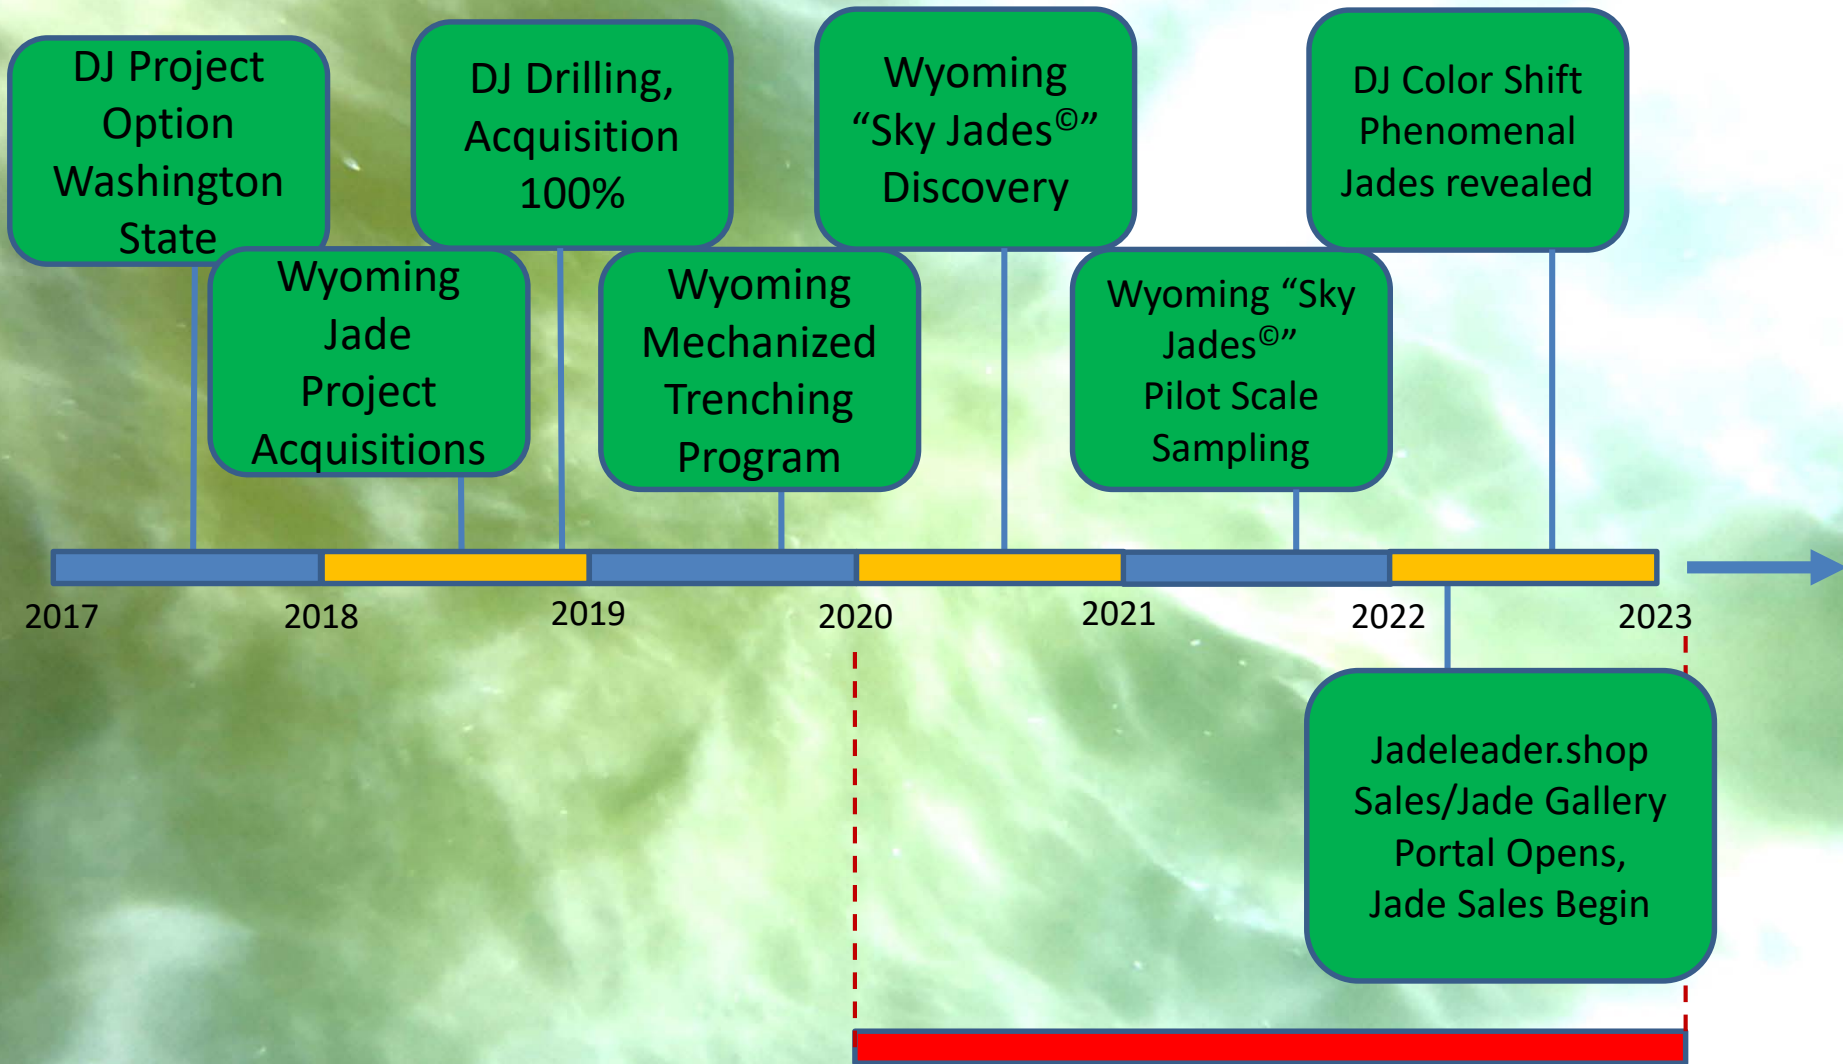 DJ Project
Option
Washington
State
Wyoming
Jade
Project
Acquisitions
DJ Drilling,
Acquisition
100%
Wyoming
Mechanized
Trenching
Program
Wyoming
“Sky Jades©”
Discovery
Wyoming “Sky
Jades©”
Pilot Scale
Sampling
DJ Color Shift
Phenomenal
Jades revealed
2017
2018
2019
2020
2021
2022
2023
Jadeleader.shop
Sales/Jade Gallery
Portal Opens,
Jade Sales Begin